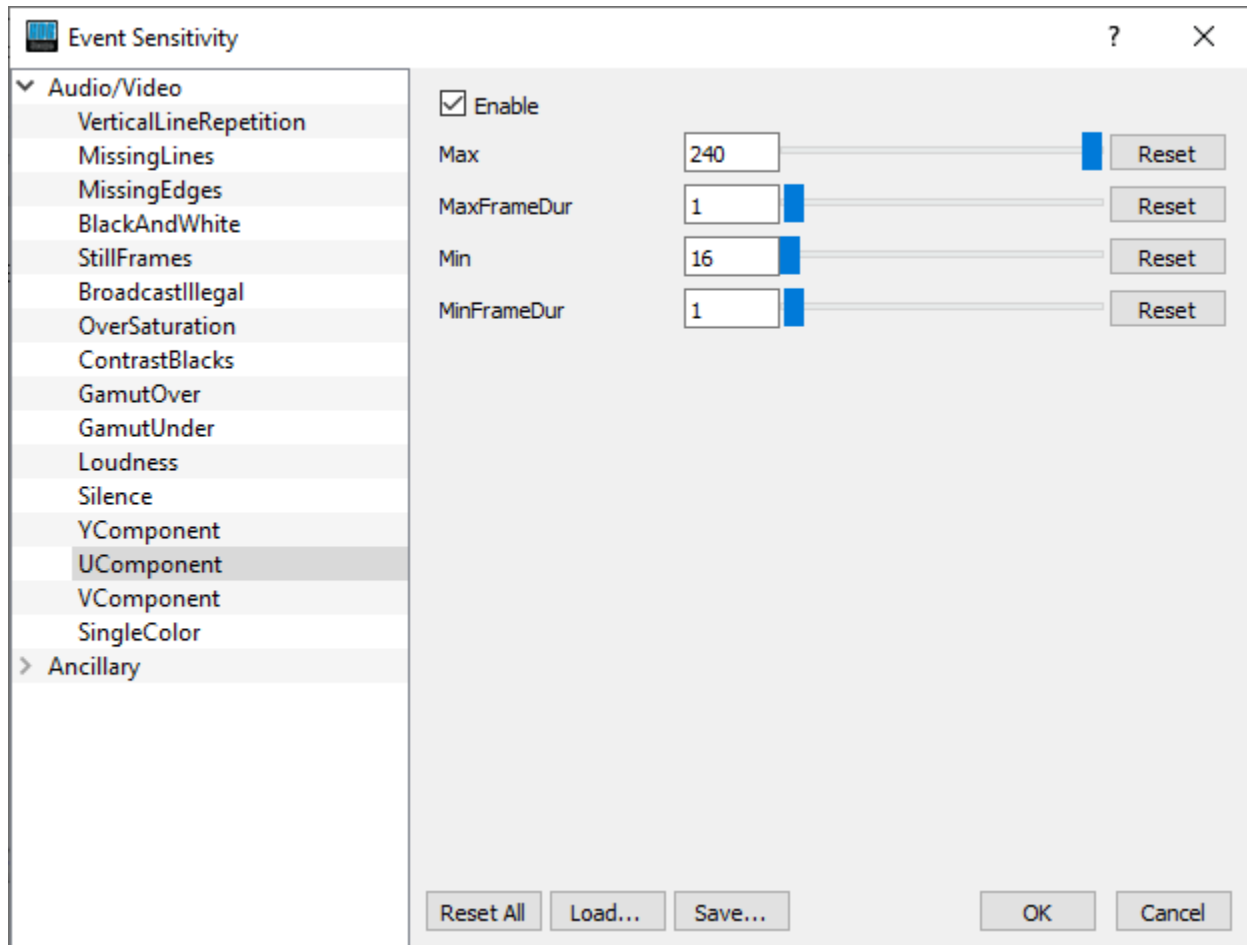 Event Sensitivity
?
Audio/Video
VerticalLineRepetition
MissingLines
MissingEdges
BlackAndWhite
StillFrames
BroadcastIllegal
OverSaturation
ContrastBlacks
GamutOver
GamutUnder
Loudness
Silence
YComponent
UComponent
VComponent
SingleColor
Ancillary
Enable
Max 240 Reset
MaxFrameDur 1 Reset
Min 16 Reset
MinFrameDur 1 Reset
Reset All Load... Save... OK Cancel